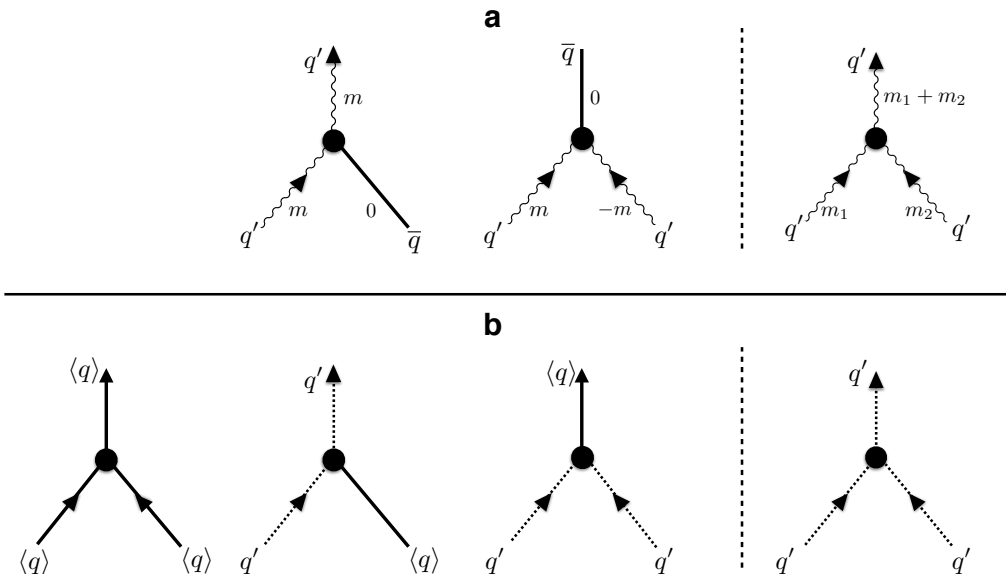 a
q′ q̅ q′
m 0 m₁ + m₂
m 0 m −m m₁ m₂
q′ q̅ q′ q′ q′ q′
b
⟨q⟩ q′ ⟨q⟩ q′
⟨q⟩ ⟨q⟩ q′ ⟨q⟩ q′ q′ q′ q′